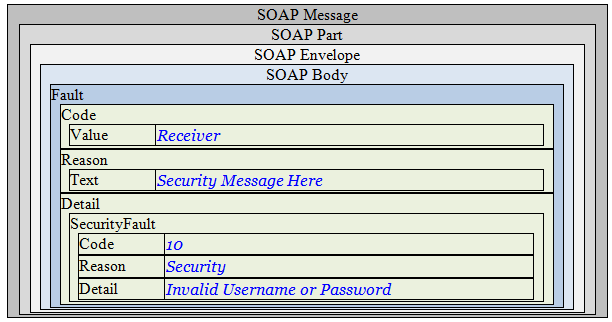 SOAP Message
SOAP Part
SOAP Envelope
SOAP Body
Fault
Code
Value Receiver
Reason
Text Security Message Here
Detail
SecurityFault
Code 10
Reason Security
Detail Invalid Username or Password